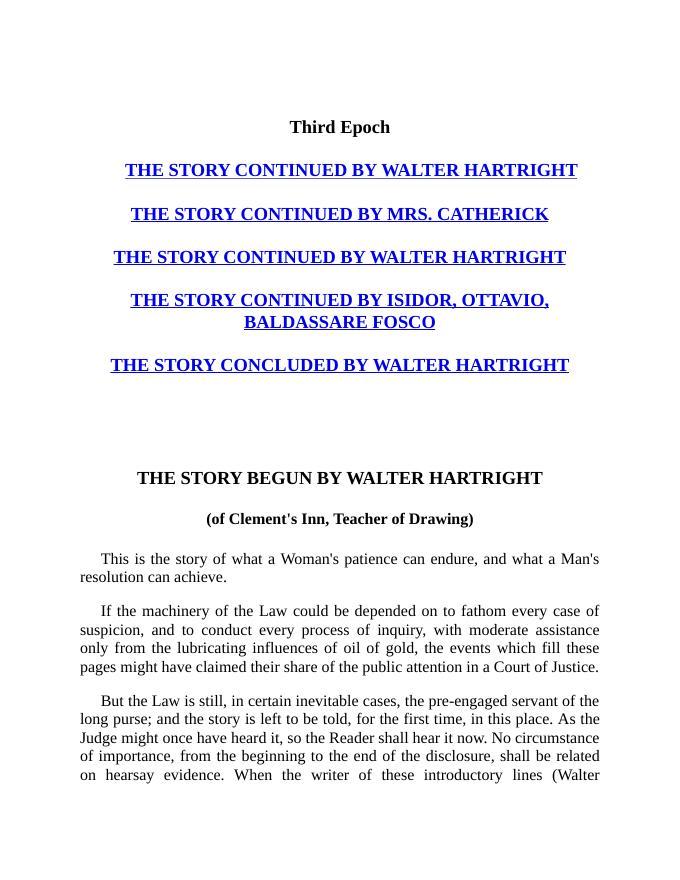 Third Epoch
THE STORY CONTINUED BY WALTER HARTRIGHT
THE STORY CONTINUED BY MRS. CATHERICK
THE STORY CONTINUED BY WALTER HARTRIGHT
THE STORY CONTINUED BY ISIDOR, OTTAVIO,
BALDASSARE FOSCO
THE STORY CONCLUDED BY WALTER HARTRIGHT
THE STORY BEGUN BY WALTER HARTRIGHT
(of Clement's Inn, Teacher of Drawing)
This is the story of what a Woman's patience can endure, and what a Man's
resolution can achieve.
If the machinery of the Law could be depended on to fathom every case of
suspicion, and to conduct every process of inquiry, with moderate assistance
only from the lubricating influences of oil of gold, the events which fill these
pages might have claimed their share of the public attention in a Court of Justice.
But the Law is still, in certain inevitable cases, the pre-engaged servant of the
long purse; and the story is left to be told, for the first time, in this place. As the
Judge might once have heard it, so the Reader shall hear it now. No circumstance
of importance, from the beginning to the end of the disclosure, shall be related
on hearsay evidence. When the writer of these introductory lines (Walter